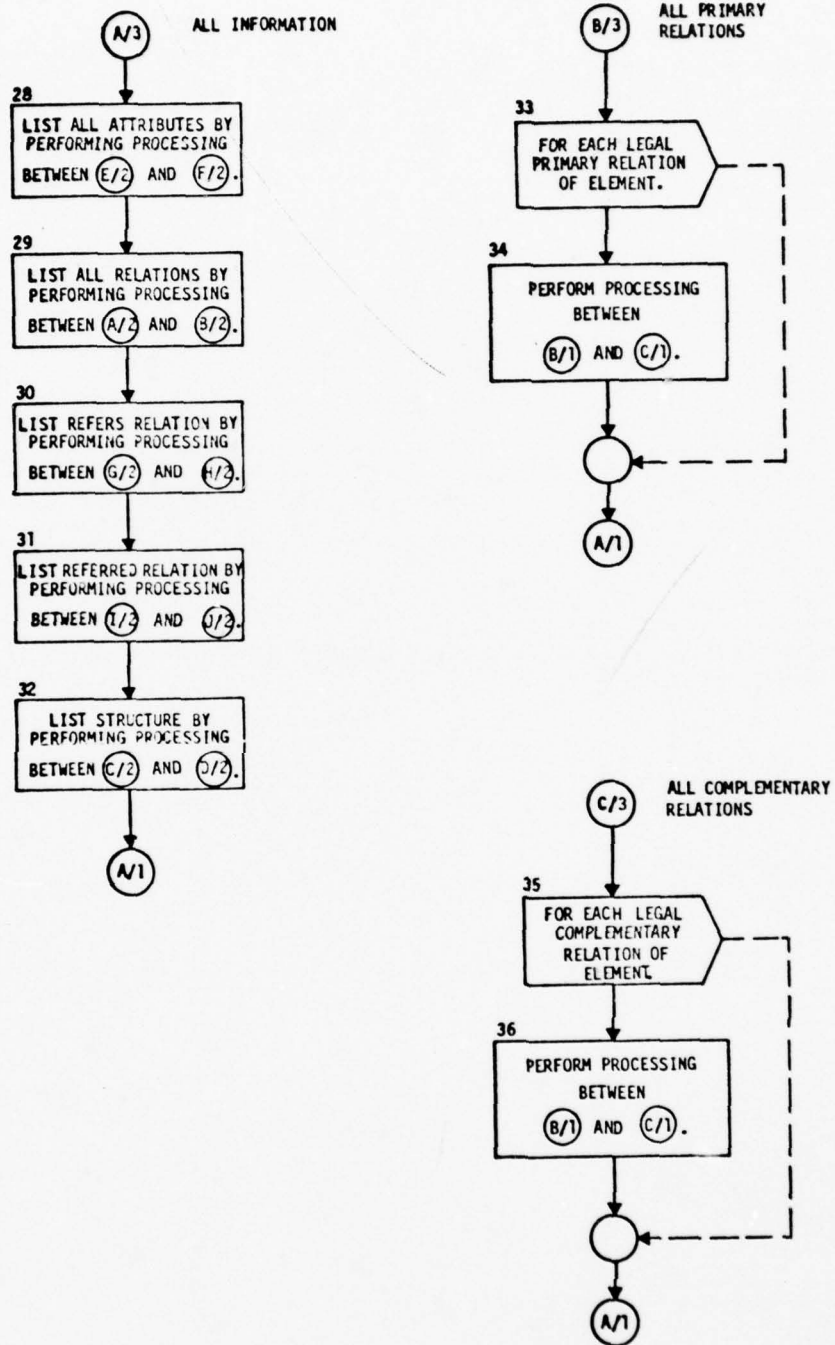 A/3
ALL INFORMATION
28
LIST ALL ATTRIBUTES BY
PERFORMING PROCESSING
BETWEEN E/2 AND F/2.
29
LIST ALL RELATIONS BY
PERFORMING PROCESSING
BETWEEN A/2 AND B/2.
30
LIST REFERS RELATION BY
PERFORMING PROCESSING
BETWEEN G/2 AND H/2.
31
LIST REFERRED RELATION BY
PERFORMING PROCESSING
BETWEEN I/2 AND J/2.
32
LIST STRUCTURE BY
PERFORMING PROCESSING
BETWEEN C/2 AND D/2.
A/1
B/3
ALL PRIMARY
RELATIONS
33
FOR EACH LEGAL
PRIMARY RELATION
OF ELEMENT.
34
PERFORM PROCESSING
BETWEEN
B/1 AND C/1.
A/1
C/3
ALL COMPLEMENTARY
RELATIONS
35
FOR EACH LEGAL
COMPLEMENTARY
RELATION OF
ELEMENT.
36
PERFORM PROCESSING
BETWEEN
B/1 AND C/1.
A/1